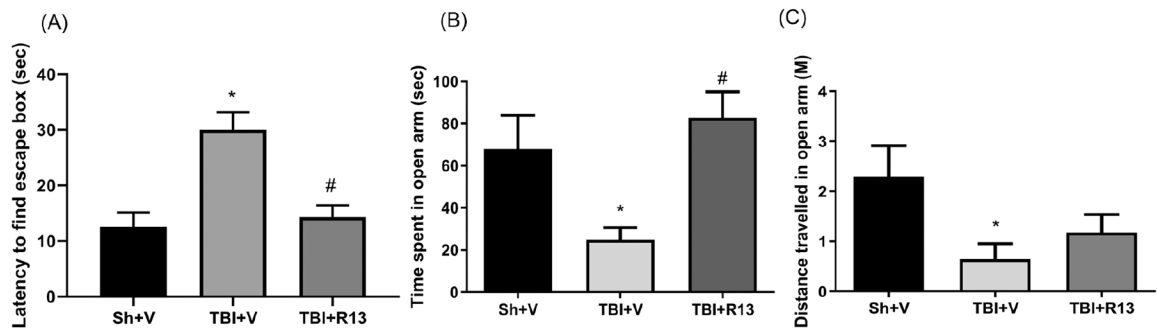 (A)
Latency to find escape box (sec)
40
30
20
10
0
*
#
Sh+V TBI+V TBI+R13
(B)
Time spent in open arm (sec)
100
80
60
40
20
0
*
#
Sh+V TBI+V TBI+R13
(C)
Distance travelled in open arm (M)
4
3
2
1
0
*
Sh+V TBI+V TBI+R13